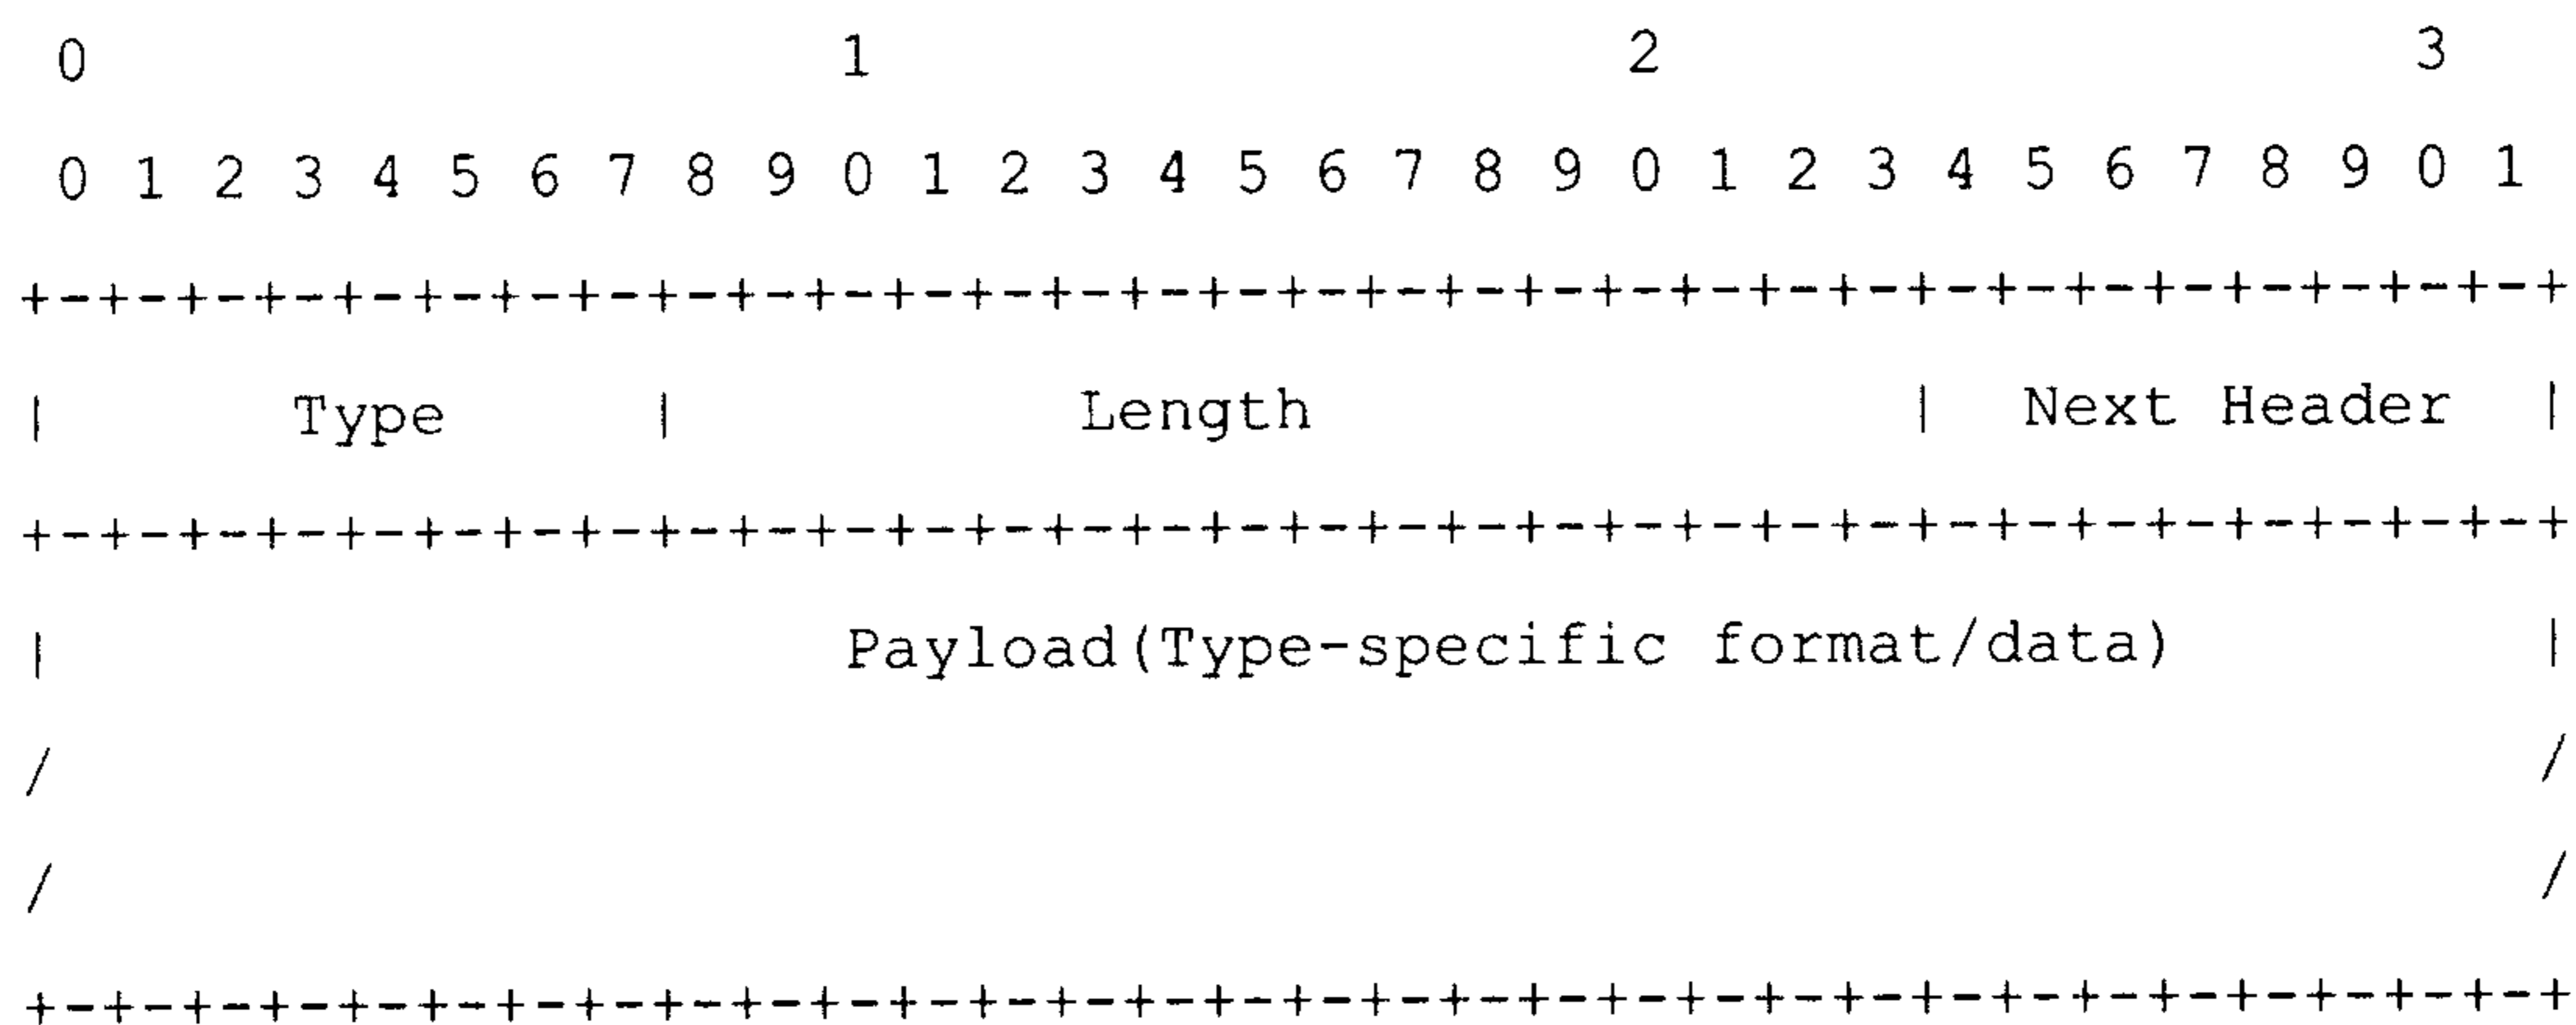 0 1 2 3
0 1 2 3 4 5 6 7 8 9 0 1 2 3 4 5 6 7 8 9 0 1 2 3 4 5 6 7 8 9 0 1
+-+-+-+-+-+-+-+-+-+-+-+-+-+-+-+-+-+-+-+-+-+-+-+-+-+-+-+-+-+-+-+-+
| Type | Length | Next Header |
+-+-+-+-+-+-+-+-+-+-+-+-+-+-+-+-+-+-+-+-+-+-+-+-+-+-+-+-+-+-+-+-+
| Payload(Type-specific format/data) |
/ /
/ /
+-+-+-+-+-+-+-+-+-+-+-+-+-+-+-+-+-+-+-+-+-+-+-+-+-+-+-+-+-+-+-+-+